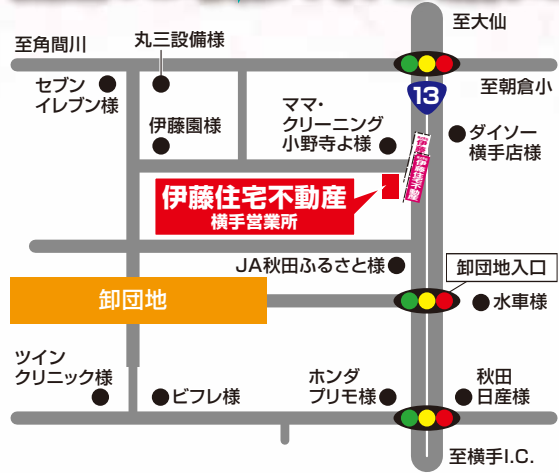 至大仙
至角間川
丸三設備様
至朝倉小
セブン
イレブン様
13
ママ・
クリーニング
小野寺よ様
伊藤園様
ダイソー
横手店様
伊藤住宅不動産
横手営業所
JA秋田ふるさと様
卸団地入口
卸団地
水車様
ツイン
クリニック様
ビフレ様
ホンダ
プリモ様
秋田
日産様
至横手I.C.